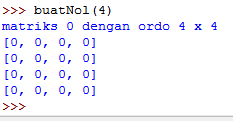 >>> buatNol(4)
matriks 0 dengan ordo 4 x 4
[0, 0, 0, 0]
[0, 0, 0, 0]
[0, 0, 0, 0]
[0, 0, 0, 0]
>>>